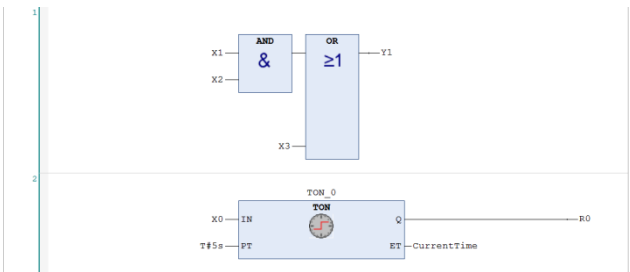 1
AND OR
X1 & ≥1 Y1
X2
X3
2
TON_0
TON
X0 IN Q R0
T#5s PT ET CurrentTime